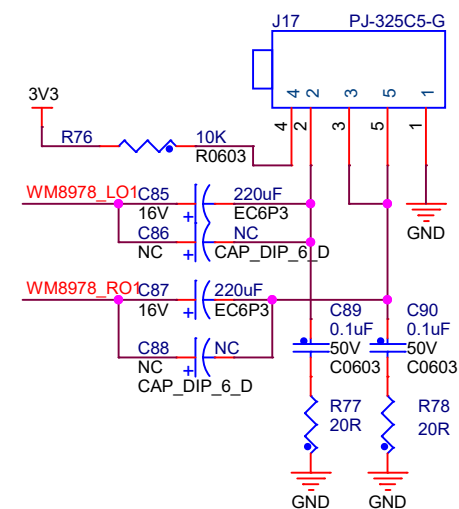 J17 PJ-325C5-G
4 2 3 5 1
4 2 3 5 1
3V3
R76 10K
R0603
WM8978_LO1 C85 220uF
16V EC6P3
C86 NC
NC CAP_DIP_6_D
GND
WM8978_RO1 C87 220uF
16V EC6P3
C88 NC
NC
CAP_DIP_6_D
C89 C90
0.1uF 0.1uF
50V 50V
C0603 C0603
R77 R78
20R 20R
GND GND